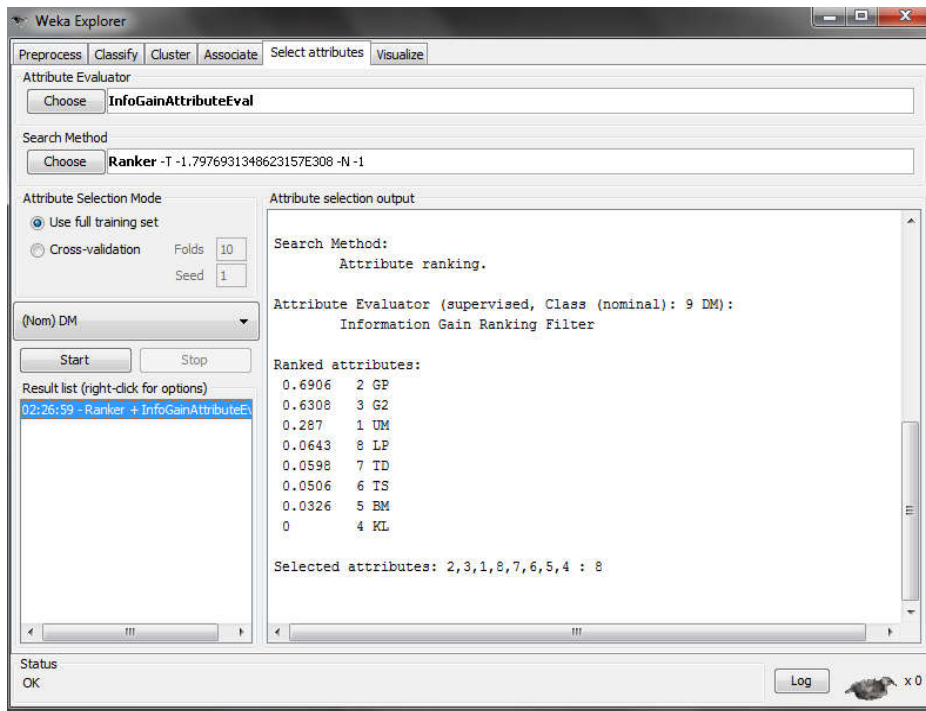 Weka Explorer
Preprocess Classify Cluster Associate Select attributes Visualize
Attribute Evaluator
Choose InfoGainAttributeEval
Search Method
Choose Ranker -T -1.7976931348623157E308 -N -1
Attribute Selection Mode
Use full training set
Cross-validation Folds 10
Seed 1
(Nom) DM
Start Stop
Result list (right-click for options)
02:26:59 - Ranker + InfoGainAttributeEv
Attribute selection output
Search Method:
Attribute ranking.
Attribute Evaluator (supervised, Class (nominal): 9 DM):
Information Gain Ranking Filter
Ranked attributes:
0.6906 2 GP
0.6308 3 G2
0.287 1 UM
0.0643 8 LP
0.0598 7 TD
0.0506 6 TS
0.0326 5 BM
0 4 KL
Selected attributes: 2,3,1,8,7,6,5,4 : 8
Status
OK
Log x 0